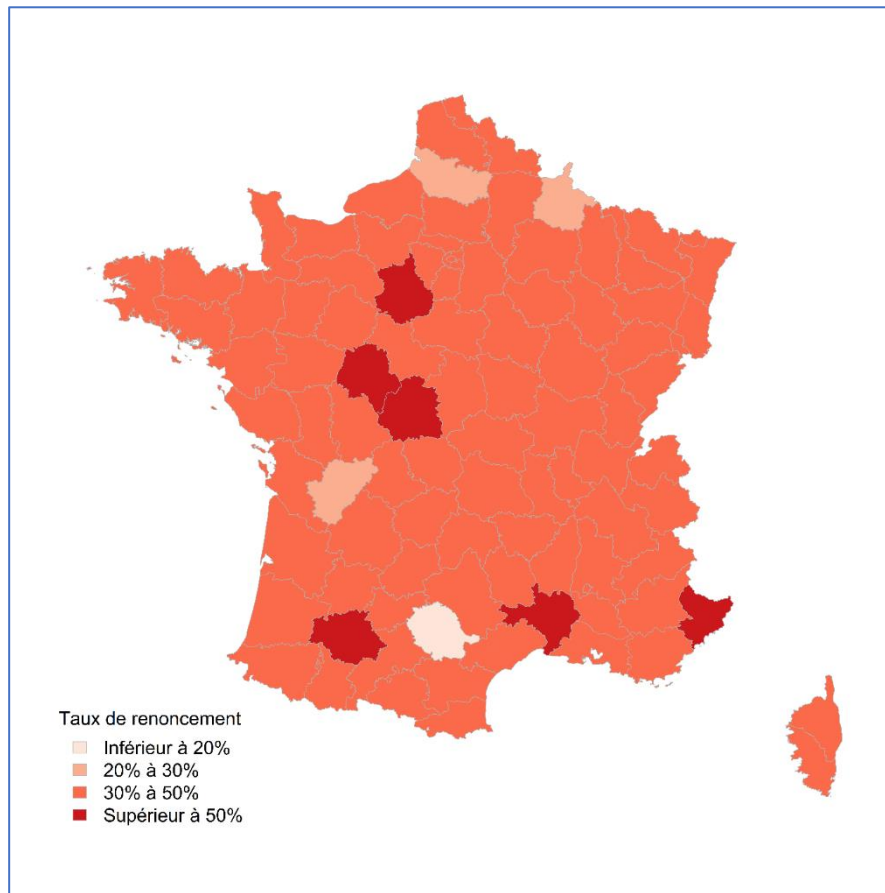 Taux de renoncement
Inférieur à 20%
20% à 30%
30% à 50%
Supérieur à 50%